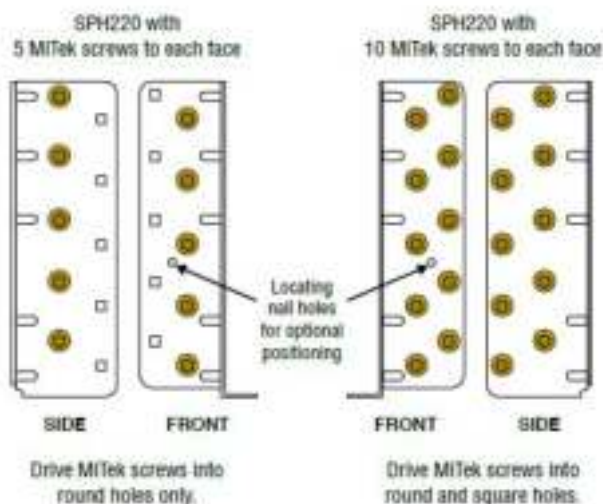 SPH220 with
5 MiTek screws to each face
SPH220 with
10 MiTek screws to each face
Locating
nail holes
for optional
positioning
SIDE
FRONT
FRONT
SIDE
Drive MiTek screws into
round holes only.
Drive MiTek screws into
round and square holes.